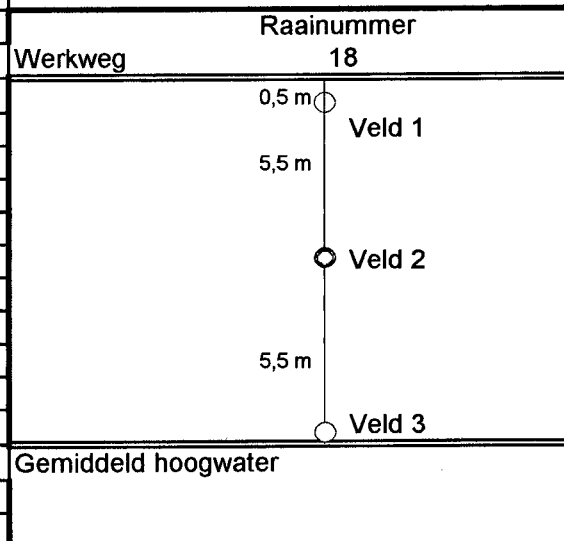 Raainummer
Werkweg 18
0,5 m
Veld 1
5,5 m
Veld 2
5,5 m
Veld 3
Gemiddeld hoogwater